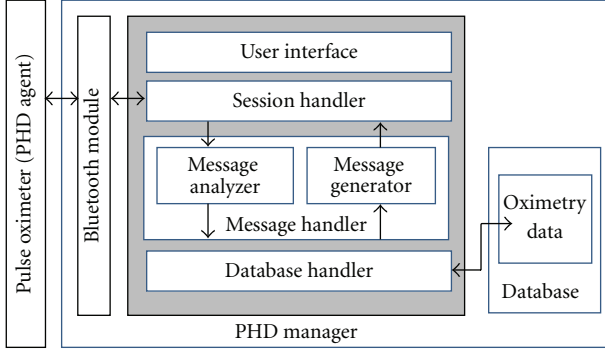 Pulse oximeter (PHD agent)
Bluetooth module
User interface
Session handler
Message
analyzer
Message
generator
Message handler
Database handler
PHD manager
Oximetry
data
Database